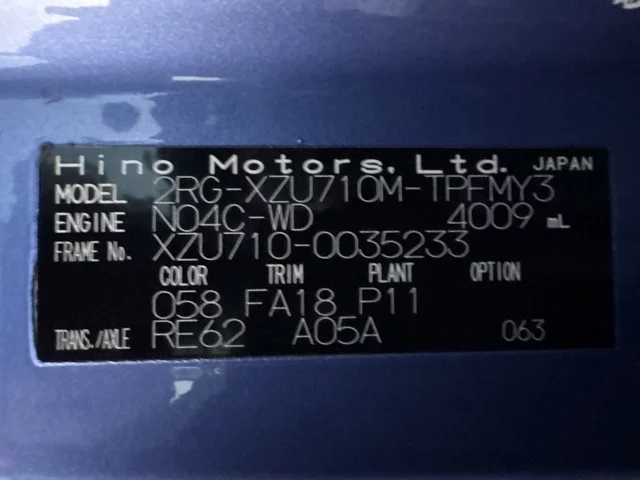 Hino Motors, Ltd. JAPAN
MODEL 2RG-XZU710M-TPFMY3
ENGINE N04C-WD 4009 mL
FRAME No. XZU710-0035233
COLOR TRIM PLANT OPTION
058 FA18 P11
TRANS./AXLE RE62 A05A 063